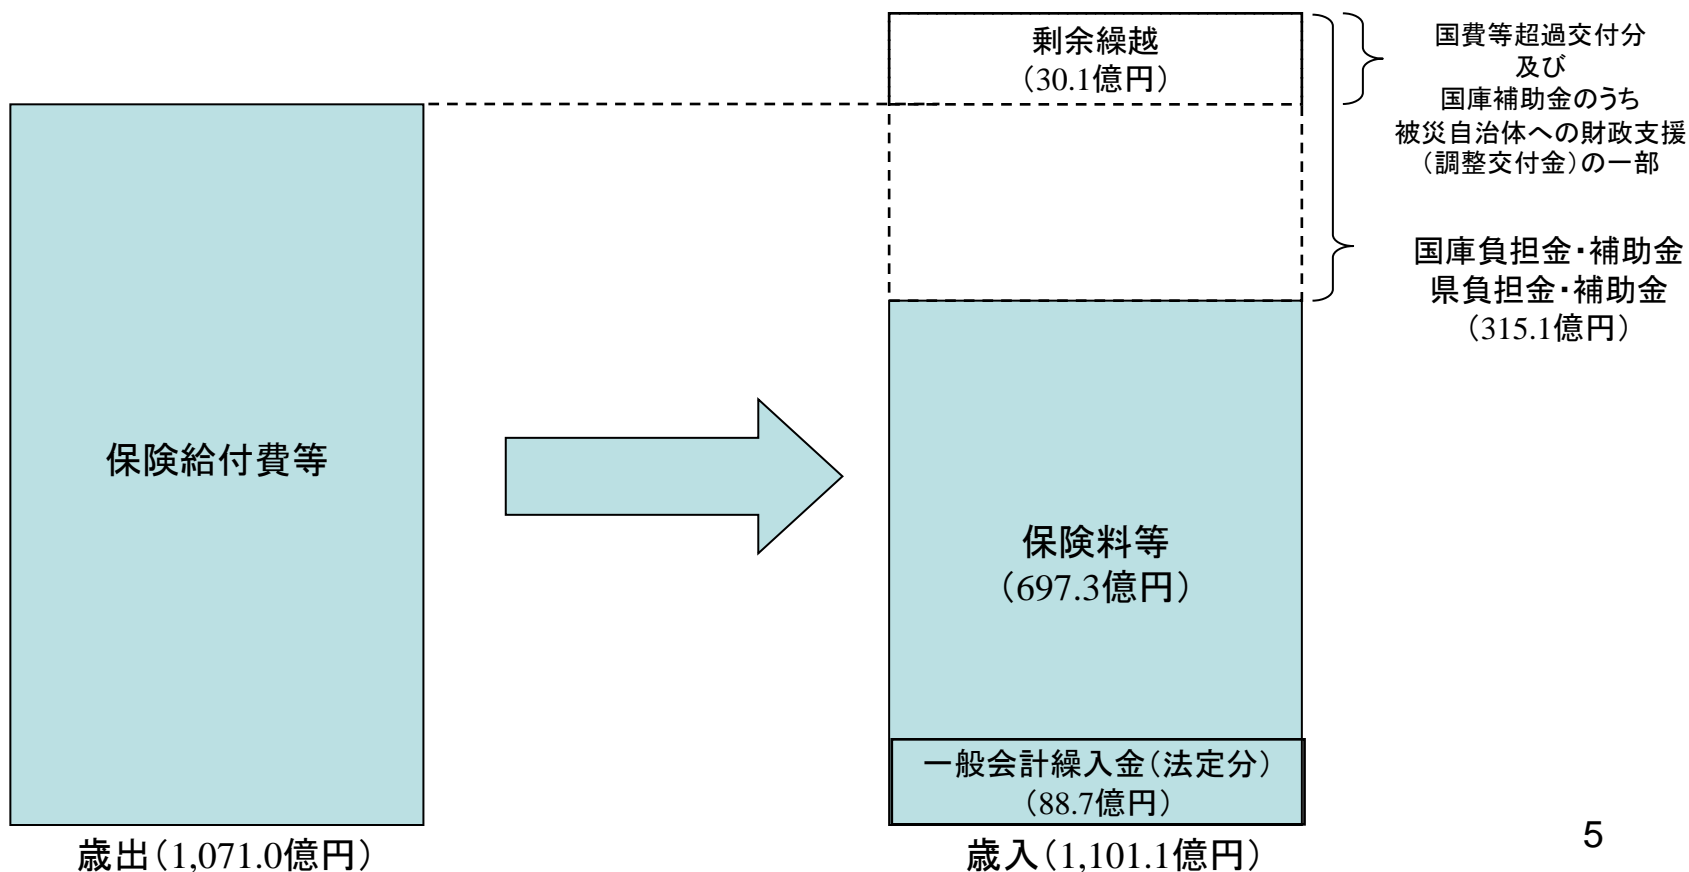 剰余繰越
（30.1億円）
国費等超過交付分
及び
国庫補助金のうち
被災自治体への財政支援
（調整交付金）の一部
国庫負担金・補助金
県負担金・補助金
（315.1億円）
保険給付費等
保険料等
（697.3億円）
一般会計繰入金（法定分）
（88.7億円）
歳出（1,071.0億円）
歳入（1,101.1億円）
5